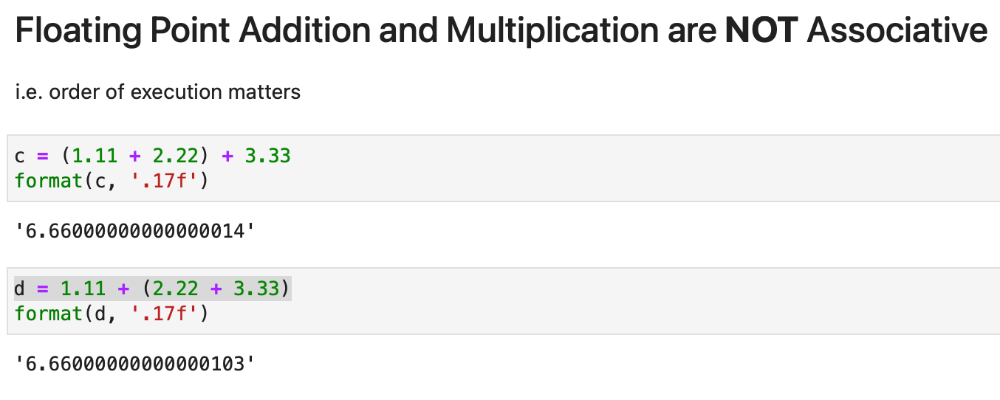 Floating Point Addition and Multiplication are NOT Associative
i.e. order of execution matters
c = (1.11 + 2.22) + 3.33
format(c, '.17f')
'6.66000000000000014'
d = 1.11 + (2.22 + 3.33)
format(d, '.17f')
'6.66000000000000103'